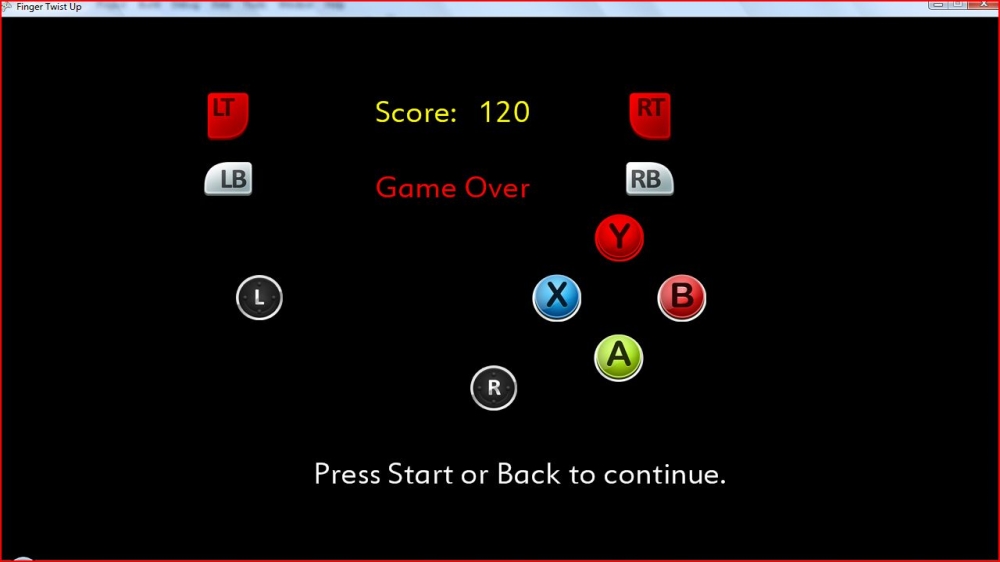 Finger Twist Up
LT Score: 120 RT
LB Game Over RB
Y
L X B
A
R
Press Start or Back to continue.